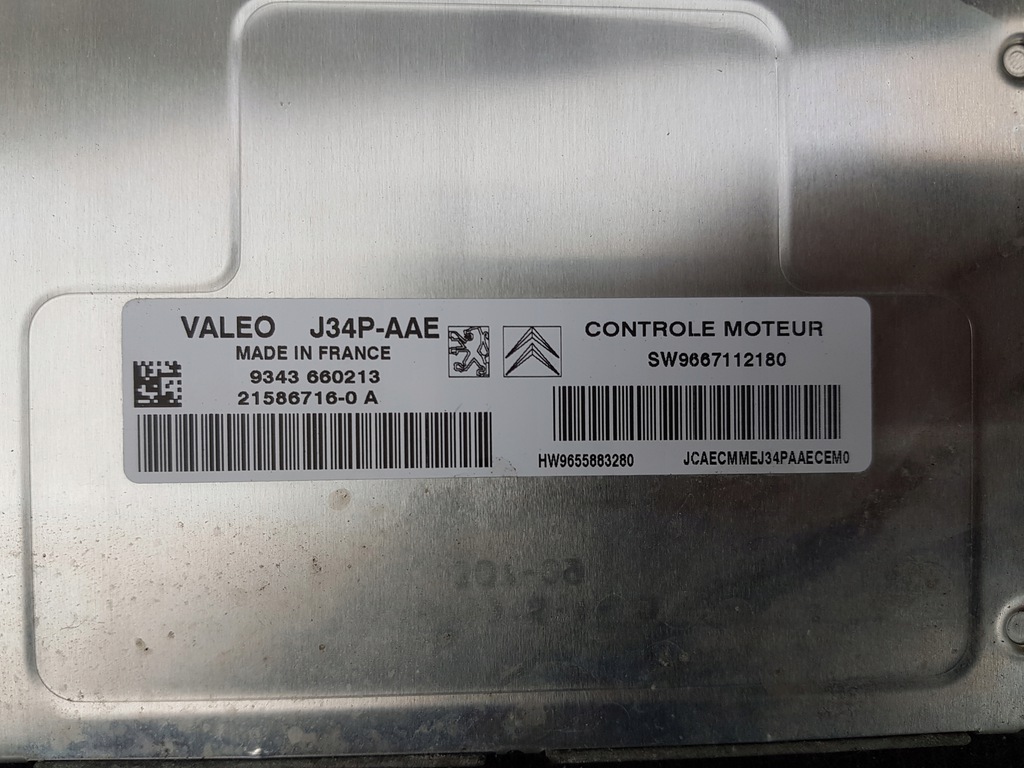 VALEO J34P-AAE
MADE IN FRANCE
9343 660213
21586716-0 A
CONTROLE MOTEUR
SW9667112180
HW9655883280 JCAECMMEJ34PAAECEM0